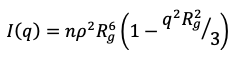 I(q) = nρ²R_g⁶ (1 − q²R_g²/3)